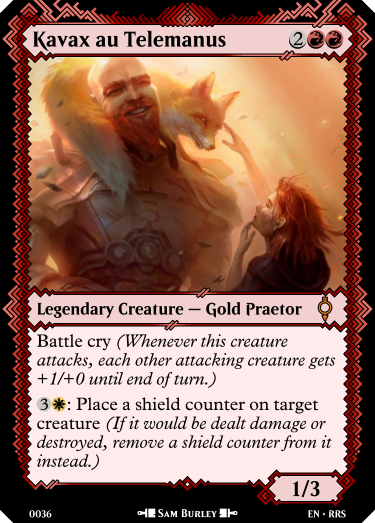 Kavax au Telemanus 2
Legendary Creature — Gold Praetor
Battle cry (Whenever this creature
attacks, each other attacking creature gets
+1/+0 until end of turn.)
3: Place a shield counter on target
creature (If it would be dealt damage or
destroyed, remove a shield counter from it
instead.)
1/3
0036 Sam Burley EN • RRS